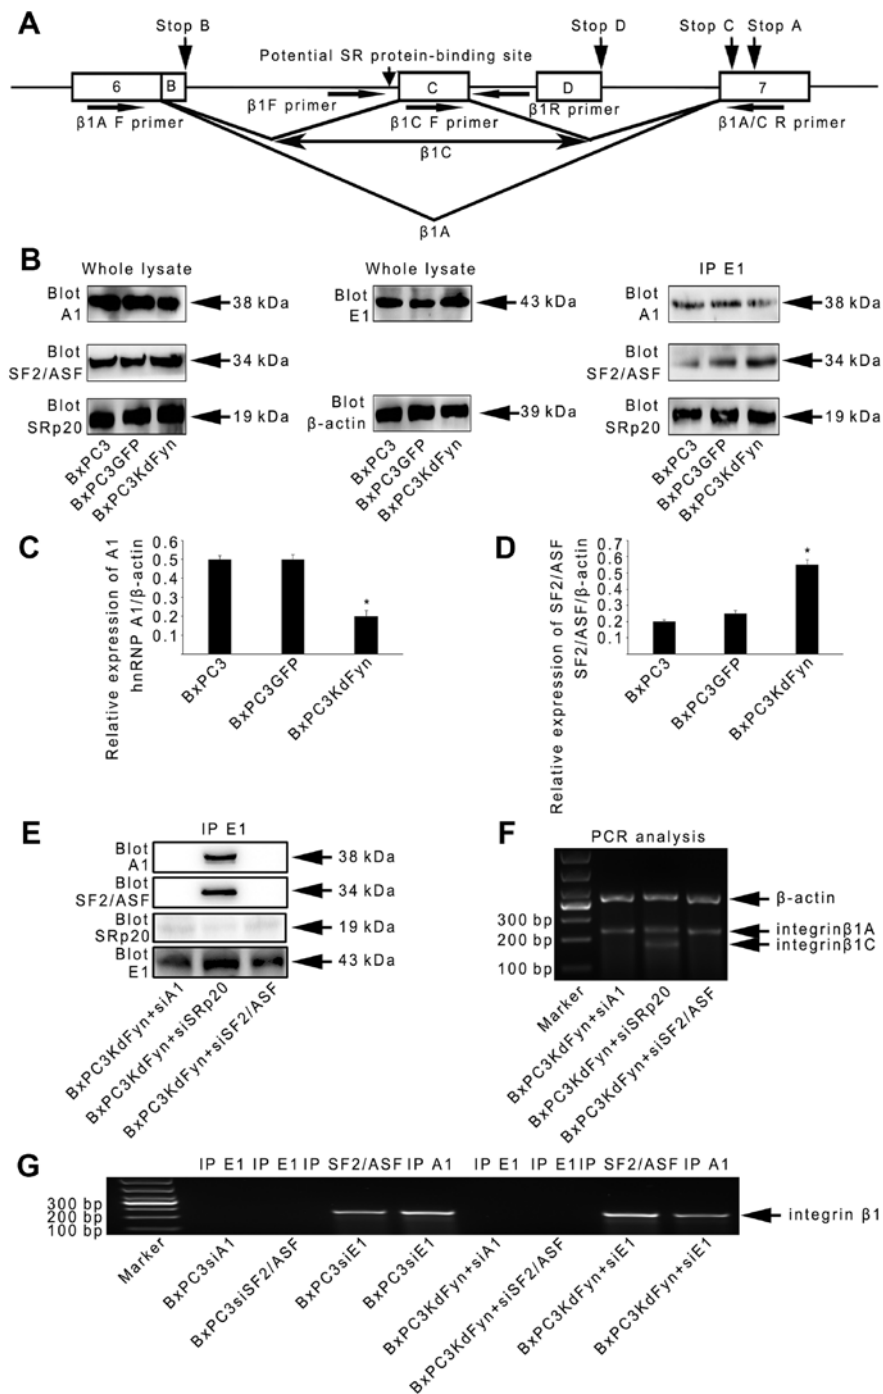 A
Stop B
Stop D
Stop C
Stop A
Potential SR protein-binding site
6
B
C
D
7
β1F primer
β1R primer
β1A F primer
β1C F primer
β1A/C R primer
β1C
β1A
B
Whole lysate
Blot A1
38 kDa
Blot SF2/ASF
34 kDa
Blot SRp20
19 kDa
BxPC3
BxPC3GFP
BxPC3KdFyn
Whole lysate
Blot E1
43 kDa
Blot β-actin
39 kDa
BxPC3
BxPC3GFP
BxPC3KdFyn
IP E1
Blot A1
38 kDa
Blot SF2/ASF
34 kDa
Blot SRp20
19 kDa
BxPC3
BxPC3GFP
BxPC3KdFyn
C
Relative expression of A1
hnRNP A1/β-actin
0.6
0.5
0.4
0.3
0.2
0.1
*
BxPC3
BxPC3GFP
BxPC3KdFyn
D
Relative expression of SF2/ASF
SF2/ASF/β-actin
0.7
0.6
0.5
0.4
0.3
0.2
0.1
*
BxPC3
BxPC3GFP
BxPC3KdFyn
E
IP E1
Blot A1
38 kDa
Blot SF2/ASF
34 kDa
Blot SRp20
19 kDa
Blot E1
43 kDa
BxPC3KdFyn+siA1
BxPC3KdFyn+siSRp20
BxPC3KdFyn+siSF2/ASF
F
PCR analysis
β-actin
300 bp
integrinβ1A
200 bp
integrinβ1C
100 bp
Marker
BxPC3KdFyn+siA1
BxPC3KdFyn+siSRp20
BxPC3KdFyn+siSF2/ASF
G
IP E1 IP E1 IP SF2/ASF IP A1 IP E1 IP E1 IP SF2/ASF IP A1
300 bp
200 bp
100 bp
integrin β1
Marker
BxPC3siA1
BxPC3siSF2/ASF
BxPC3siE1
BxPC3siE1
BxPC3KdFyn+siA1
BxPC3KdFyn+siSF2/ASF
BxPC3KdFyn+siE1
BxPC3KdFyn+siE1